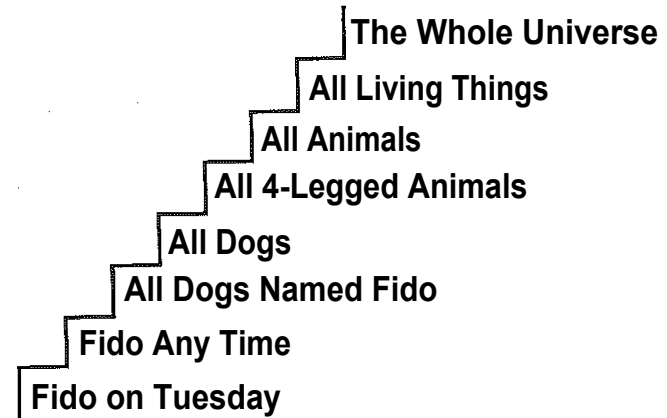 The Whole Universe
All Living Things
All Animals
All 4-Legged Animals
All Dogs
All Dogs Named Fido
Fido Any Time
Fido on Tuesday